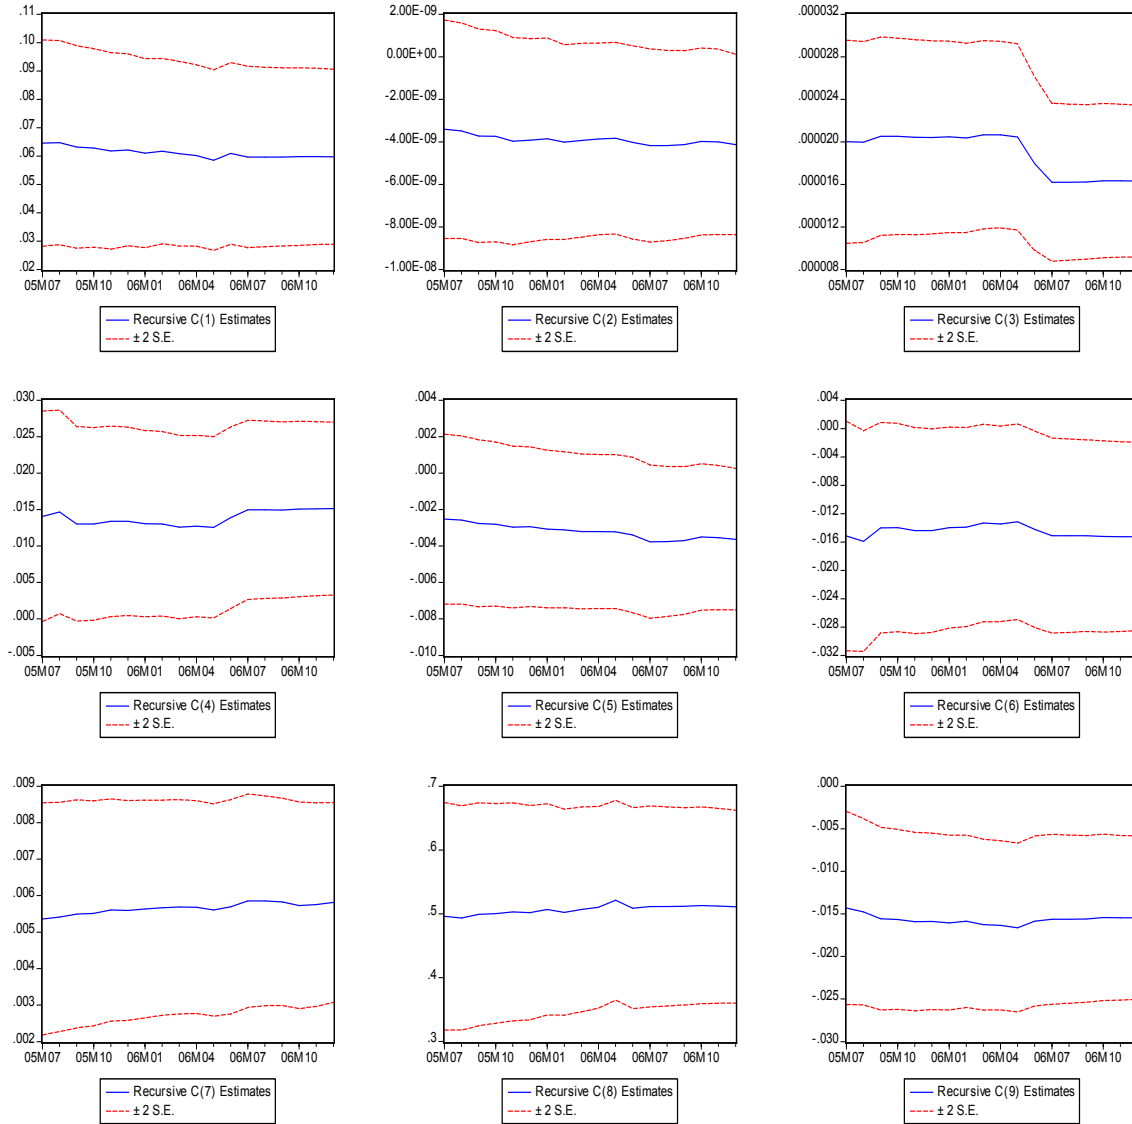 .11
.10
.09
.08
.07
.06
.05
.04
.03
.02
05M07 05M10 06M01 06M04 06M07 06M10
Recursive C(1) Estimates
± 2 S.E.
2.00E-09
0.00E+00
-2.00E-09
-4.00E-09
-6.00E-09
-8.00E-09
-1.00E-08
05M07 05M10 06M01 06M04 06M07 06M10
Recursive C(2) Estimates
± 2 S.E.
.000032
.000028
.000024
.000020
.000016
.000012
.000008
05M07 05M10 06M01 06M04 06M07 06M10
Recursive C(3) Estimates
± 2 S.E.
.030
.025
.020
.015
.010
.005
.000
-.005
05M07 05M10 06M01 06M04 06M07 06M10
Recursive C(4) Estimates
± 2 S.E.
.004
.002
.000
-.002
-.004
-.006
-.008
-.010
05M07 05M10 06M01 06M04 06M07 06M10
Recursive C(5) Estimates
± 2 S.E.
.004
.000
-.004
-.008
-.012
-.016
-.020
-.024
-.028
-.032
05M07 05M10 06M01 06M04 06M07 06M10
Recursive C(6) Estimates
± 2 S.E.
.009
.008
.007
.006
.005
.004
.003
.002
05M07 05M10 06M01 06M04 06M07 06M10
Recursive C(7) Estimates
± 2 S.E.
.7
.6
.5
.4
.3
05M07 05M10 06M01 06M04 06M07 06M10
Recursive C(8) Estimates
± 2 S.E.
.000
-.005
-.010
-.015
-.020
-.025
-.030
05M07 05M10 06M01 06M04 06M07 06M10
Recursive C(9) Estimates
± 2 S.E.